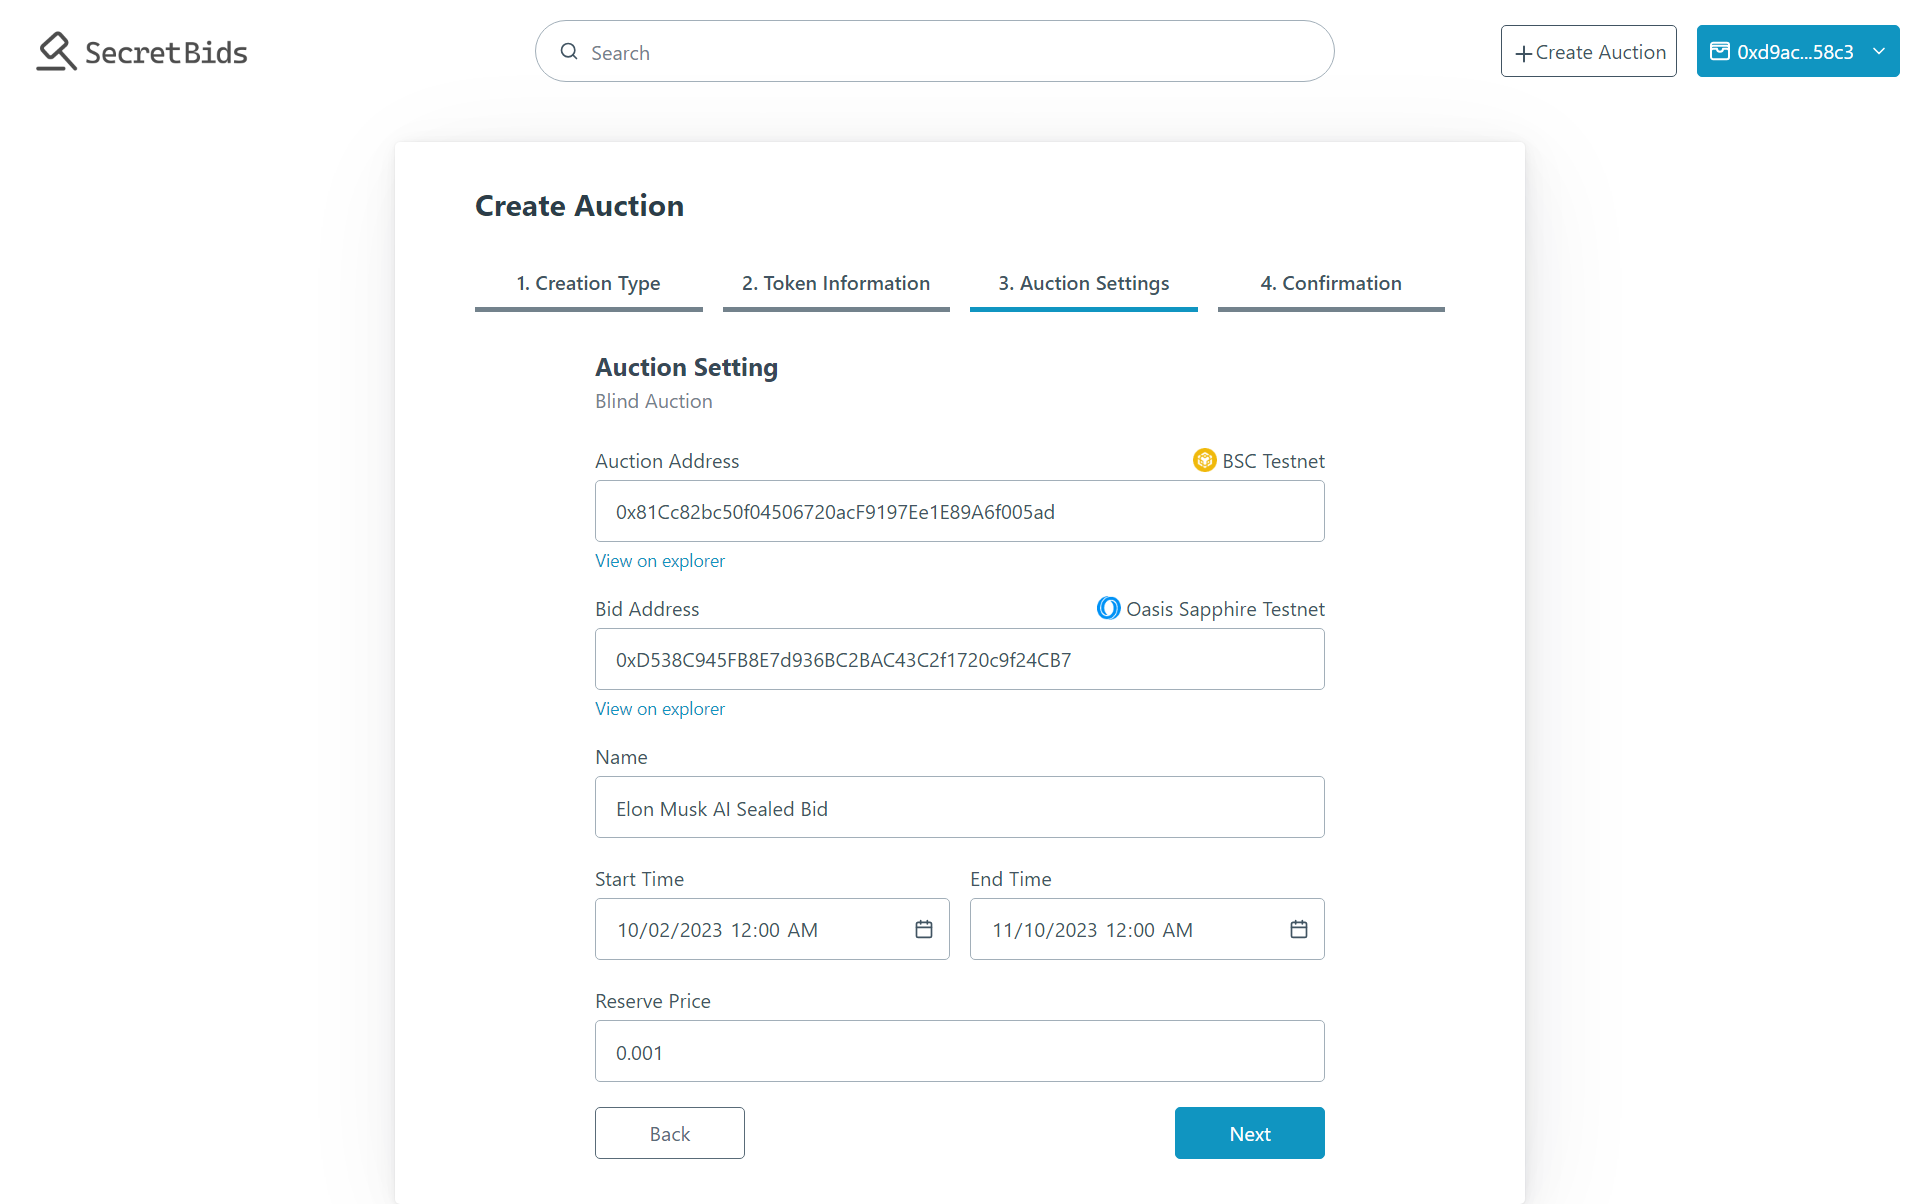 SecretBids
Search
Create Auction
0xd9ac...58c3
Create Auction
1. Creation Type
2. Token Information
3. Auction Settings
4. Confirmation
Auction Setting
Blind Auction
Auction Address
BSC Testnet
0x81Cc82bc50f04506720acF9197Ee1E89A6f005ad
View on explorer
Bid Address
Oasis Sapphire Testnet
0xD538C945FB8E7d936BC2BAC43C2f1720c9f24CB7
View on explorer
Name
Elon Musk AI Sealed Bid
Start Time
End Time
10/02/2023 12:00 AM
11/10/2023 12:00 AM
Reserve Price
0.001
Back
Next